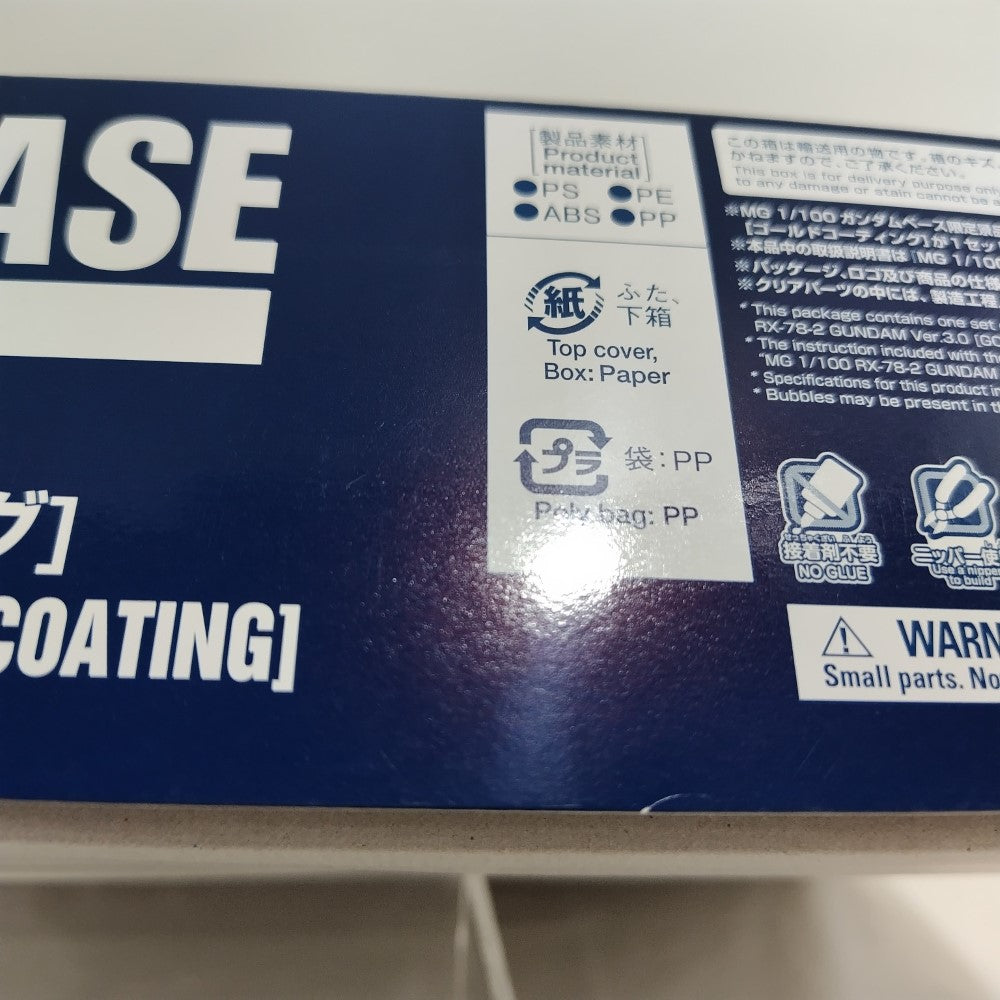 ASE
グ]
COATING]
[製品素材
Product
material]
●PS ●PE
●ABS ●PP
紙 ふた、
下箱
Top cover,
Box: Paper
プラ 袋:PP
Poly bag: PP
この箱は輸送用の物です。箱のキズ
かねますので、ご了承ください。
This box is for delivery purpose only
to any damage or stain cannot be a
※MG 1/100 ガンダムベース限定
[ゴールドコーティング]が1セッ
※本品中の取扱説明書は「MG 1/100
※パッケージ、ロゴ及び商品の仕様
※クリアパーツの中には、製造工程
* This package contains one set
RX-78-2 GUNDAM Ver.3.0 [GO
* The instruction included with the
"MG 1/100 RX-78-2 GUNDAM
* Specifications for this product in
* Bubbles may be present in th
接着剤不要
NO GLUE
ニッパー使
Use a nipper
to build
WARN
Small parts. No